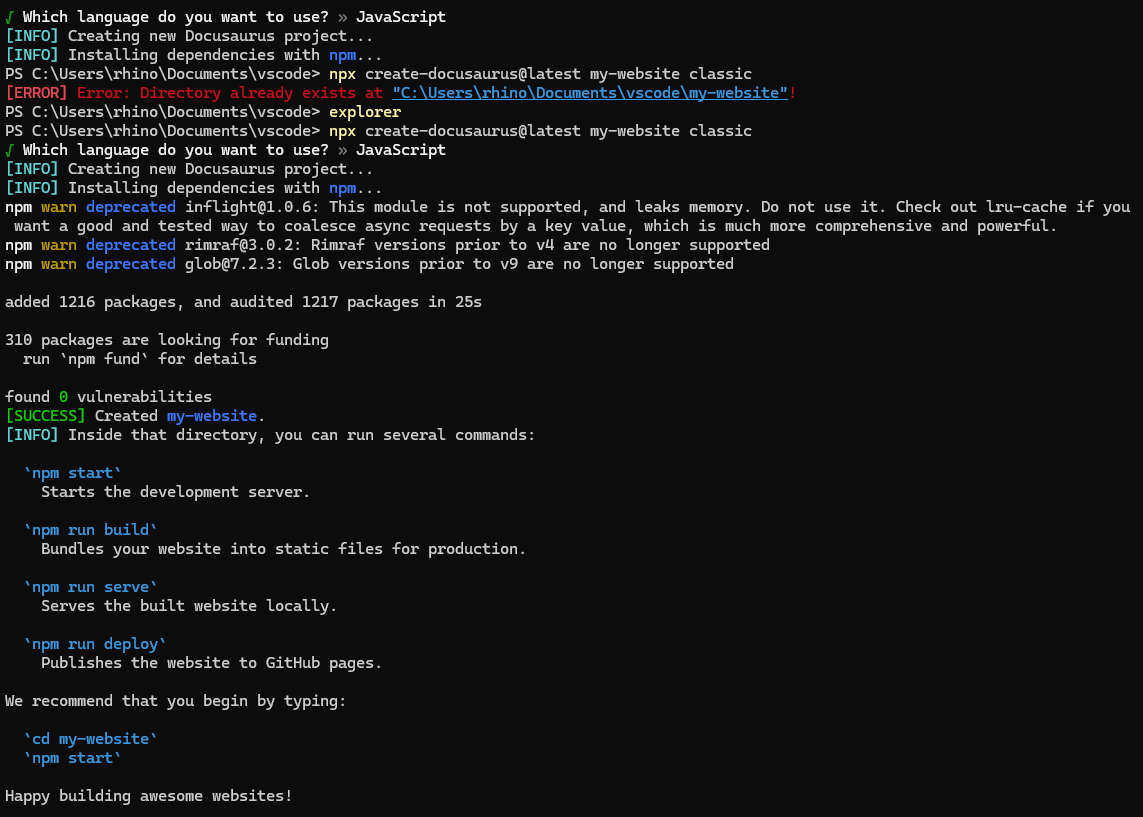 √ Which language do you want to use? » JavaScript
[INFO] Creating new Docusaurus project...
[INFO] Installing dependencies with npm...
PS C:\Users\rhino\Documents\vscode> npx create-docusaurus@latest my-website classic
[ERROR] Error: Directory already exists at "C:\Users\rhino\Documents\vscode\my-website"!
PS C:\Users\rhino\Documents\vscode> explorer
PS C:\Users\rhino\Documents\vscode> npx create-docusaurus@latest my-website classic
√ Which language do you want to use? » JavaScript
[INFO] Creating new Docusaurus project...
[INFO] Installing dependencies with npm...
npm warn deprecated inflight@1.0.6: This module is not supported, and leaks memory. Do not use it. Check out lru-cache if you
 want a good and tested way to coalesce async requests by a key value, which is much more comprehensive and powerful.
npm warn deprecated rimraf@3.0.2: Rimraf versions prior to v4 are no longer supported
npm warn deprecated glob@7.2.3: Glob versions prior to v9 are no longer supported

added 1216 packages, and audited 1217 packages in 25s

310 packages are looking for funding
  run `npm fund` for details

found 0 vulnerabilities
[SUCCESS] Created my-website.
[INFO] Inside that directory, you can run several commands:

  `npm start`
    Starts the development server.

  `npm run build`
    Bundles your website into static files for production.

  `npm run serve`
    Serves the built website locally.

  `npm run deploy`
    Publishes the website to GitHub pages.

We recommend that you begin by typing:

  `cd my-website`
  `npm start`

Happy building awesome websites!